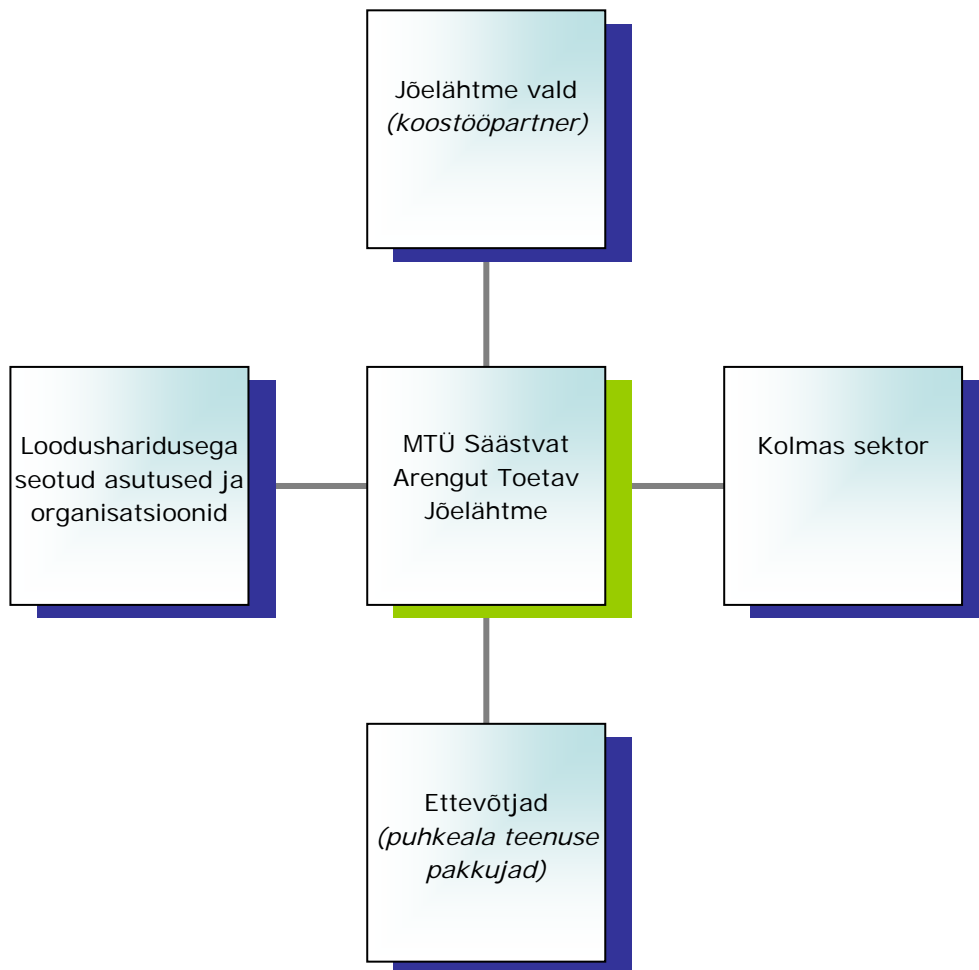 Jõelähtme vald
(koostööpartner)
Loodusharidusega
seotud asutused ja
organisatsioonid
MTÜ Säästvat
Arengut Toetav
Jõelähtme
Kolmas sektor
Ettevõtjad
(puhkeala teenuse
pakkujad)